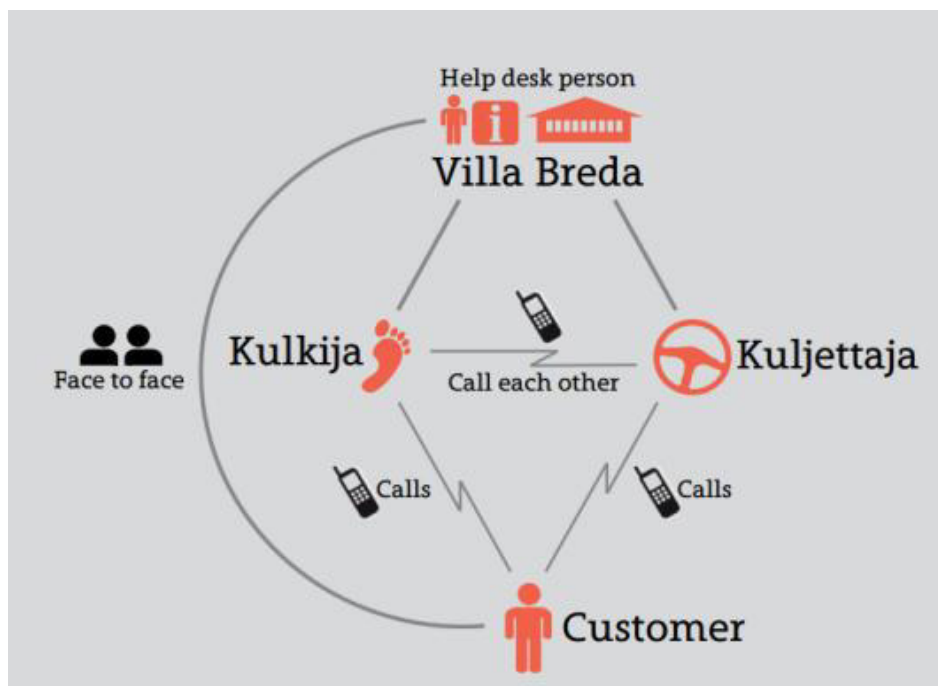 Help desk person
i
Villa Breda
Kulkija
Kuljettaja
Call each other
Face to face
Calls
Calls
Customer